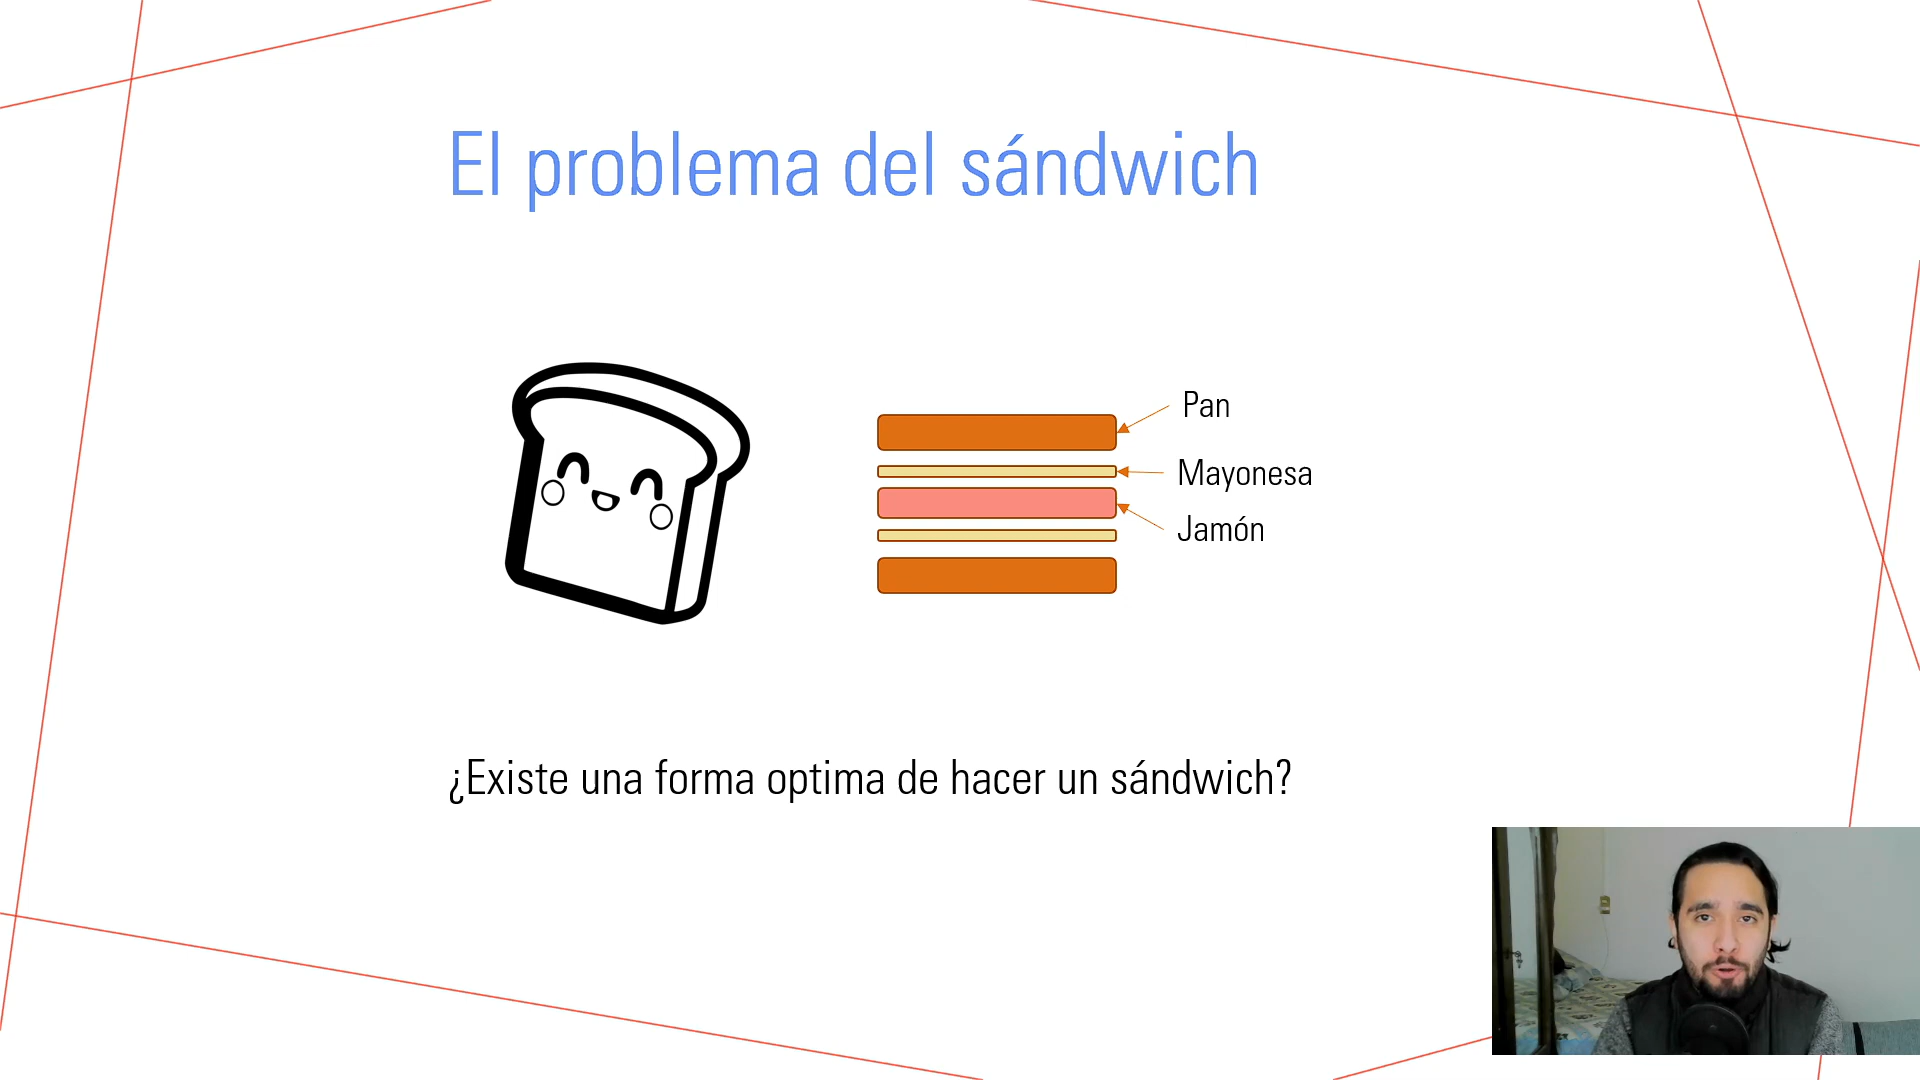 El problema del sándwich
Pan
Mayonesa
Jamón
¿Existe una forma optima de hacer un sándwich?